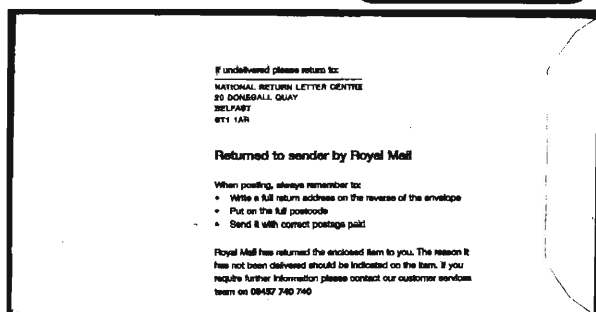 If undelivered please return to:
NATIONAL RETURN LETTER CENTRE
20 DONEGALL QUAY
BELFAST
BT1 1AR
Returned to sender by Royal Mail
When posting, always remember to:
• Write a full return address on the reverse of the envelope
• Put on the full postcode
• Send it with correct postage paid
Royal Mail has returned the enclosed item to you. The reason it
has not been delivered should be indicated on the item. If you
require further information please contact our customer services
team on 08457 740 740